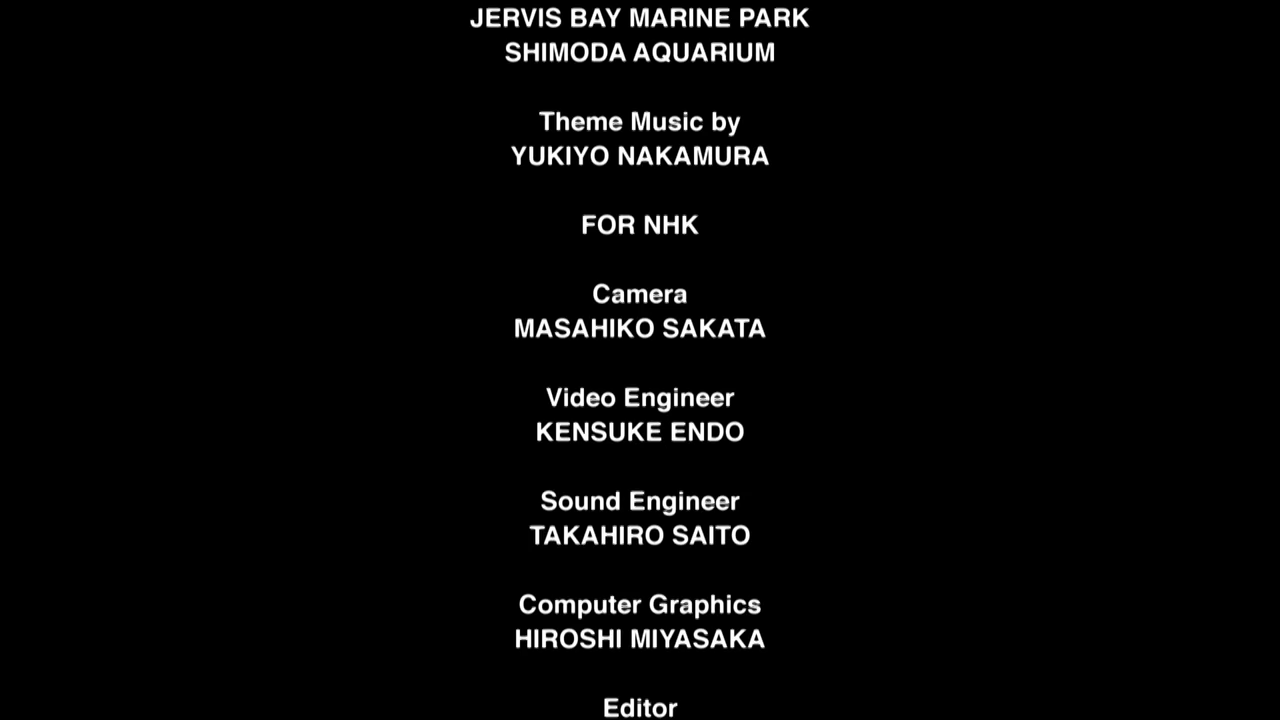 JERVIS BAY MARINE PARK
SHIMODA AQUARIUM
Theme Music by
YUKIYO NAKAMURA
FOR NHK
Camera
MASAHIKO SAKATA
Video Engineer
KENSUKE ENDO
Sound Engineer
TAKAHIRO SAITO
Computer Graphics
HIROSHI MIYASAKA
Editor